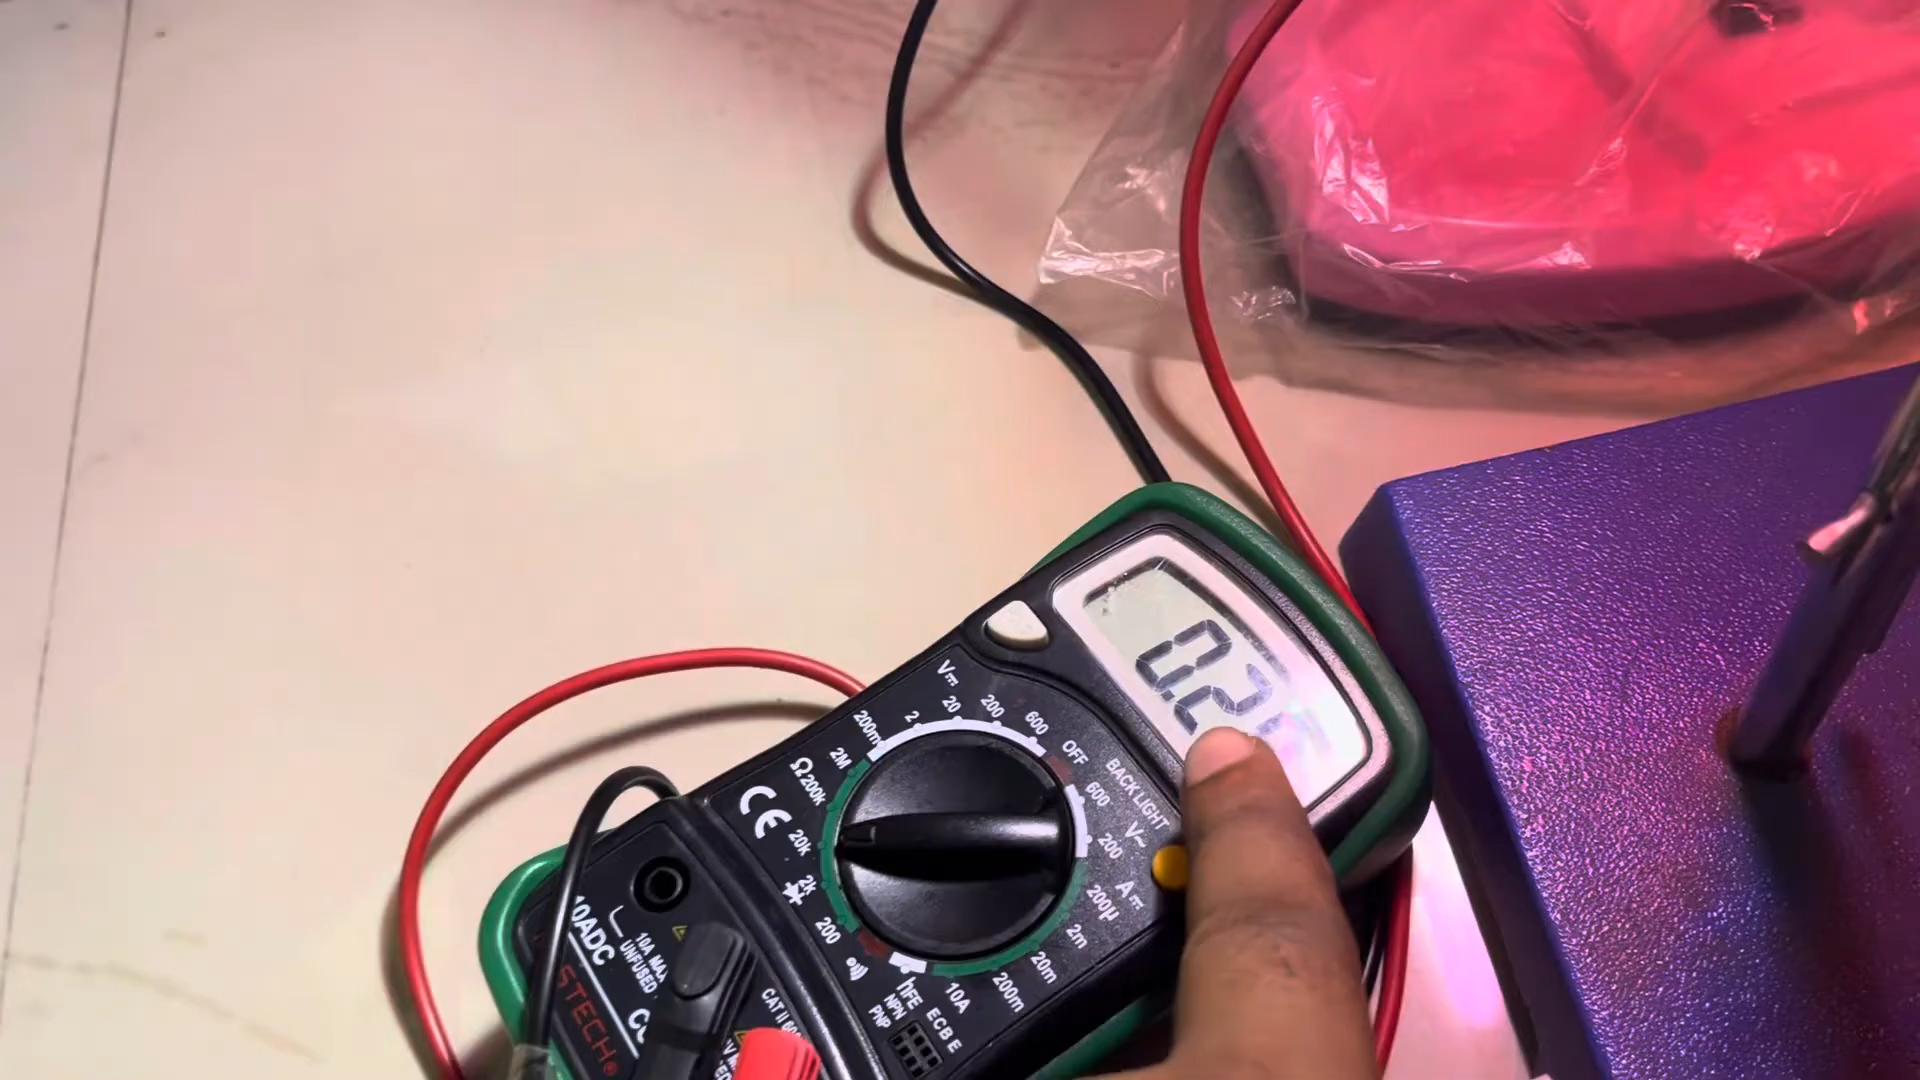 0.2
V⎓
200m
2
20
200
600
OFF
BACK LIGHT
600
V~
200
A⎓
200µ
2m
20m
200m
10A
hFE
NPN
PNP
ECBE
2M
Ω
200k
20k
2k
200
CE
10ADC
10A MAX
UNFUSED
STECH®
CAT II